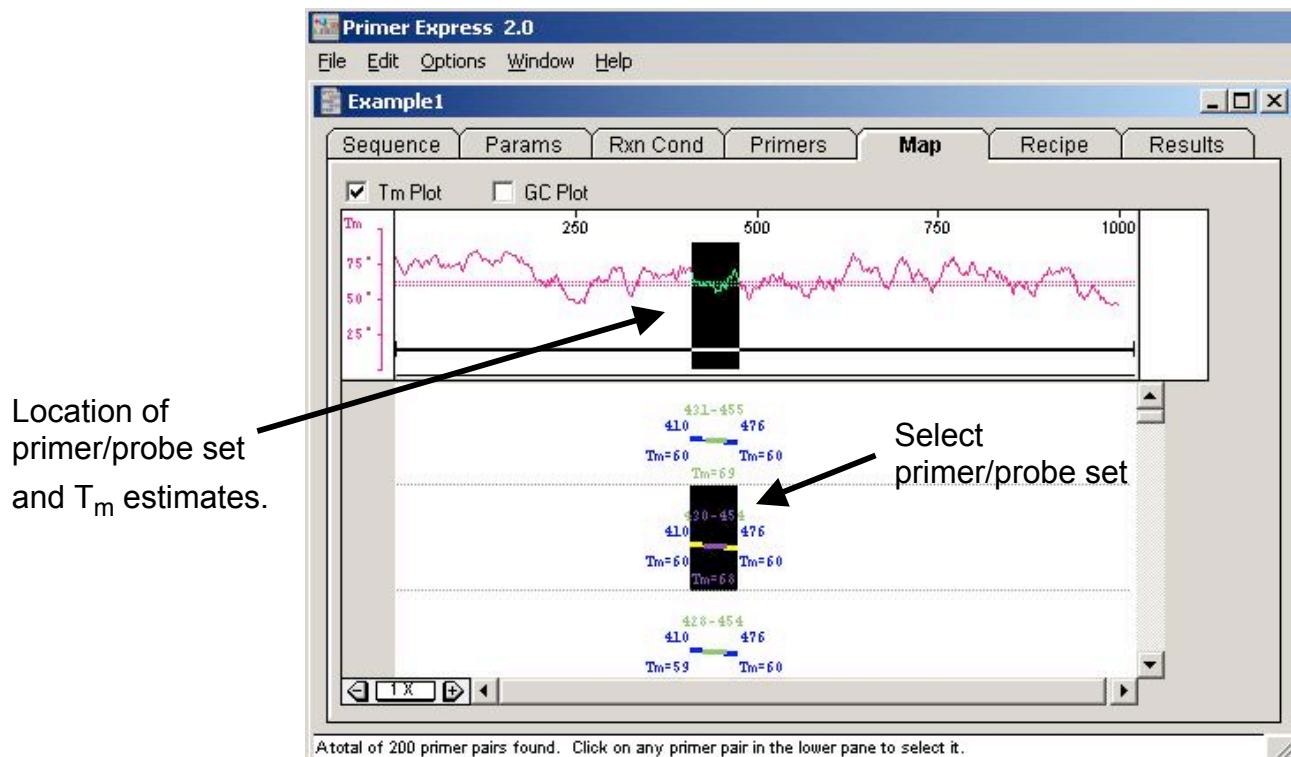 Primer Express 2.0
File Edit Options Window Help
Example1
Sequence Params Rxn Cond Primers Map Recipe Results
Tm Plot GC Plot
Tm 250 500 750 1000
75°
50°
25°
Location of
primer/probe set
and Tm estimates.
431-455
410 476
Tm=60 Tm=60
Tm=69
Select
primer/probe set
430-454
410 476
Tm=60 Tm=60
Tm=68
428-454
410 476
Tm=59 Tm=60
1X
A total of 200 primer pairs found. Click on any primer pair in the lower pane to select it.